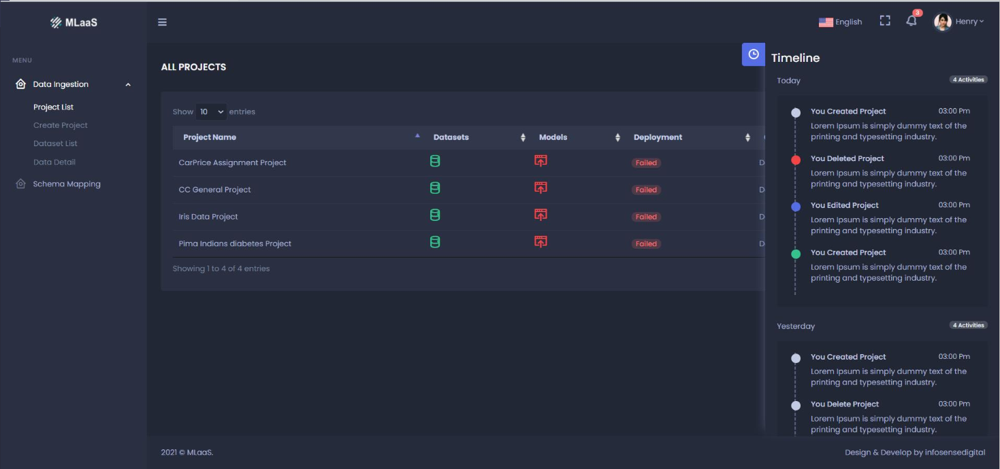 MLaaS
English
3
Henry
MENU
Data Ingestion
Project List
Create Project
Dataset List
Data Detail
Schema Mapping
ALL PROJECTS
Show 10 entries
Project Name Datasets Models Deployment
CarPrice Assignment Project Failed D
CC General Project Failed D
Iris Data Project Failed D
Pima Indians diabetes Project Failed D
Showing 1 to 4 of 4 entries
Timeline
Today 4 Activities
You Created Project 03:00 Pm
Lorem Ipsum is simply dummy text of the
printing and typesetting industry.
You Deleted Project 03:00 Pm
Lorem Ipsum is simply dummy text of the
printing and typesetting industry.
You Edited Project 03:00 Pm
Lorem Ipsum is simply dummy text of the
printing and typesetting industry.
You Created Project 03:00 Pm
Lorem Ipsum is simply dummy text of the
printing and typesetting industry.
Yesterday 4 Activities
You Created Project 03:00 Pm
Lorem Ipsum is simply dummy text of the
printing and typesetting industry.
You Delete Project 03:00 Pm
Lorem Ipsum is simply dummy text of the
printing and typesetting industry.
2021 © MLaaS.
Design & Develop by infosensedigital